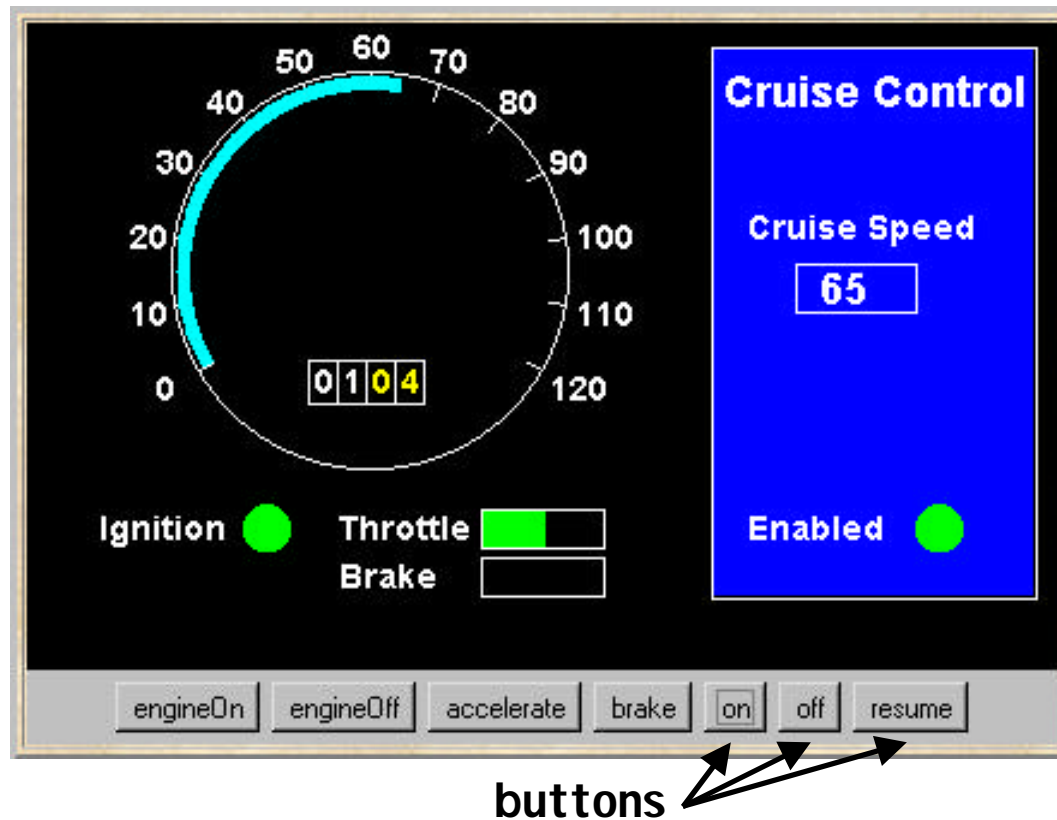 50 60 70
40 80
30 90
20 100
10 110
0 120
0104
Ignition
Throttle
Brake
Cruise Control
Cruise Speed
65
Enabled
engineOn engineOff accelerate brake on off resume
buttons